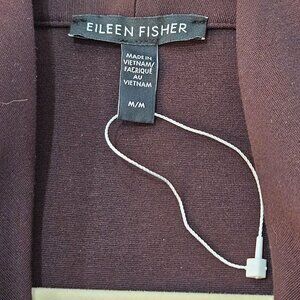 EILEEN FISHER
MADE IN
VIETNAM/
FABRIQUÉ
AU
VIETNAM
M/M